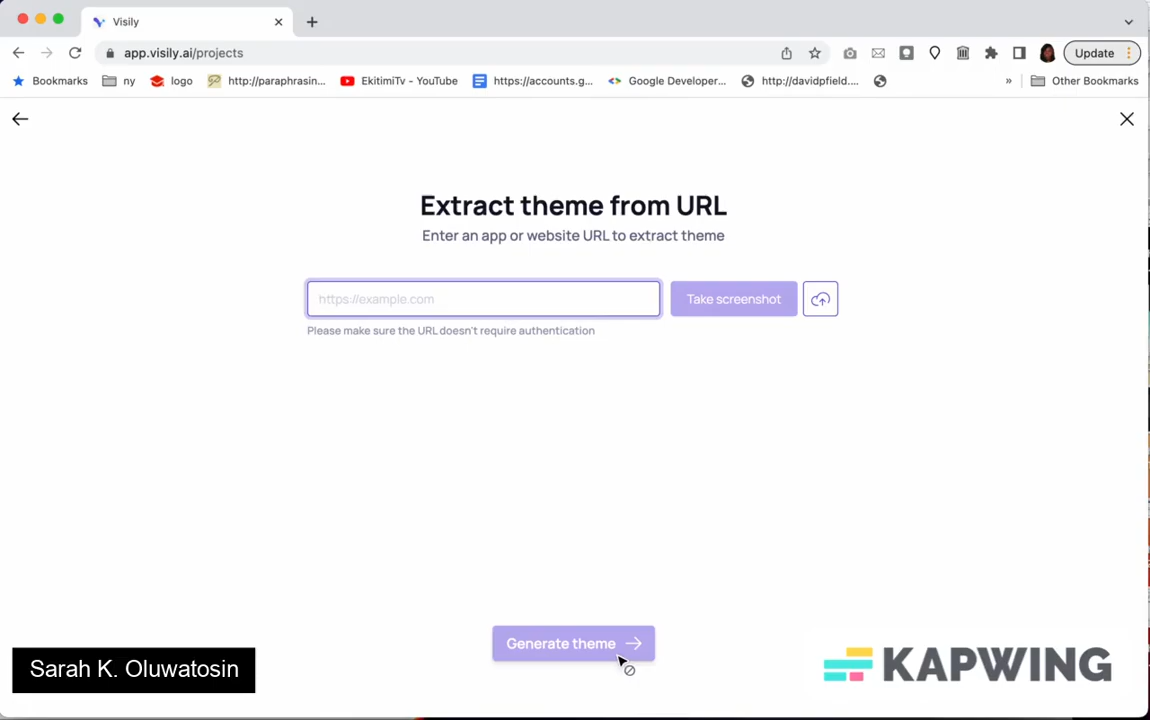 Visily
app.visily.ai/projects
Update
Bookmarks
ny
logo
http://paraphrasin...
EkitimiTv - YouTube
https://accounts.g...
Google Developer...
http://davidpfield....
»
Other Bookmarks
Extract theme from URL
Enter an app or website URL to extract theme
https://example.com
Take screenshot
Please make sure the URL doesn't require authentication
Generate theme
Sarah K. Oluwatosin
KAPWING